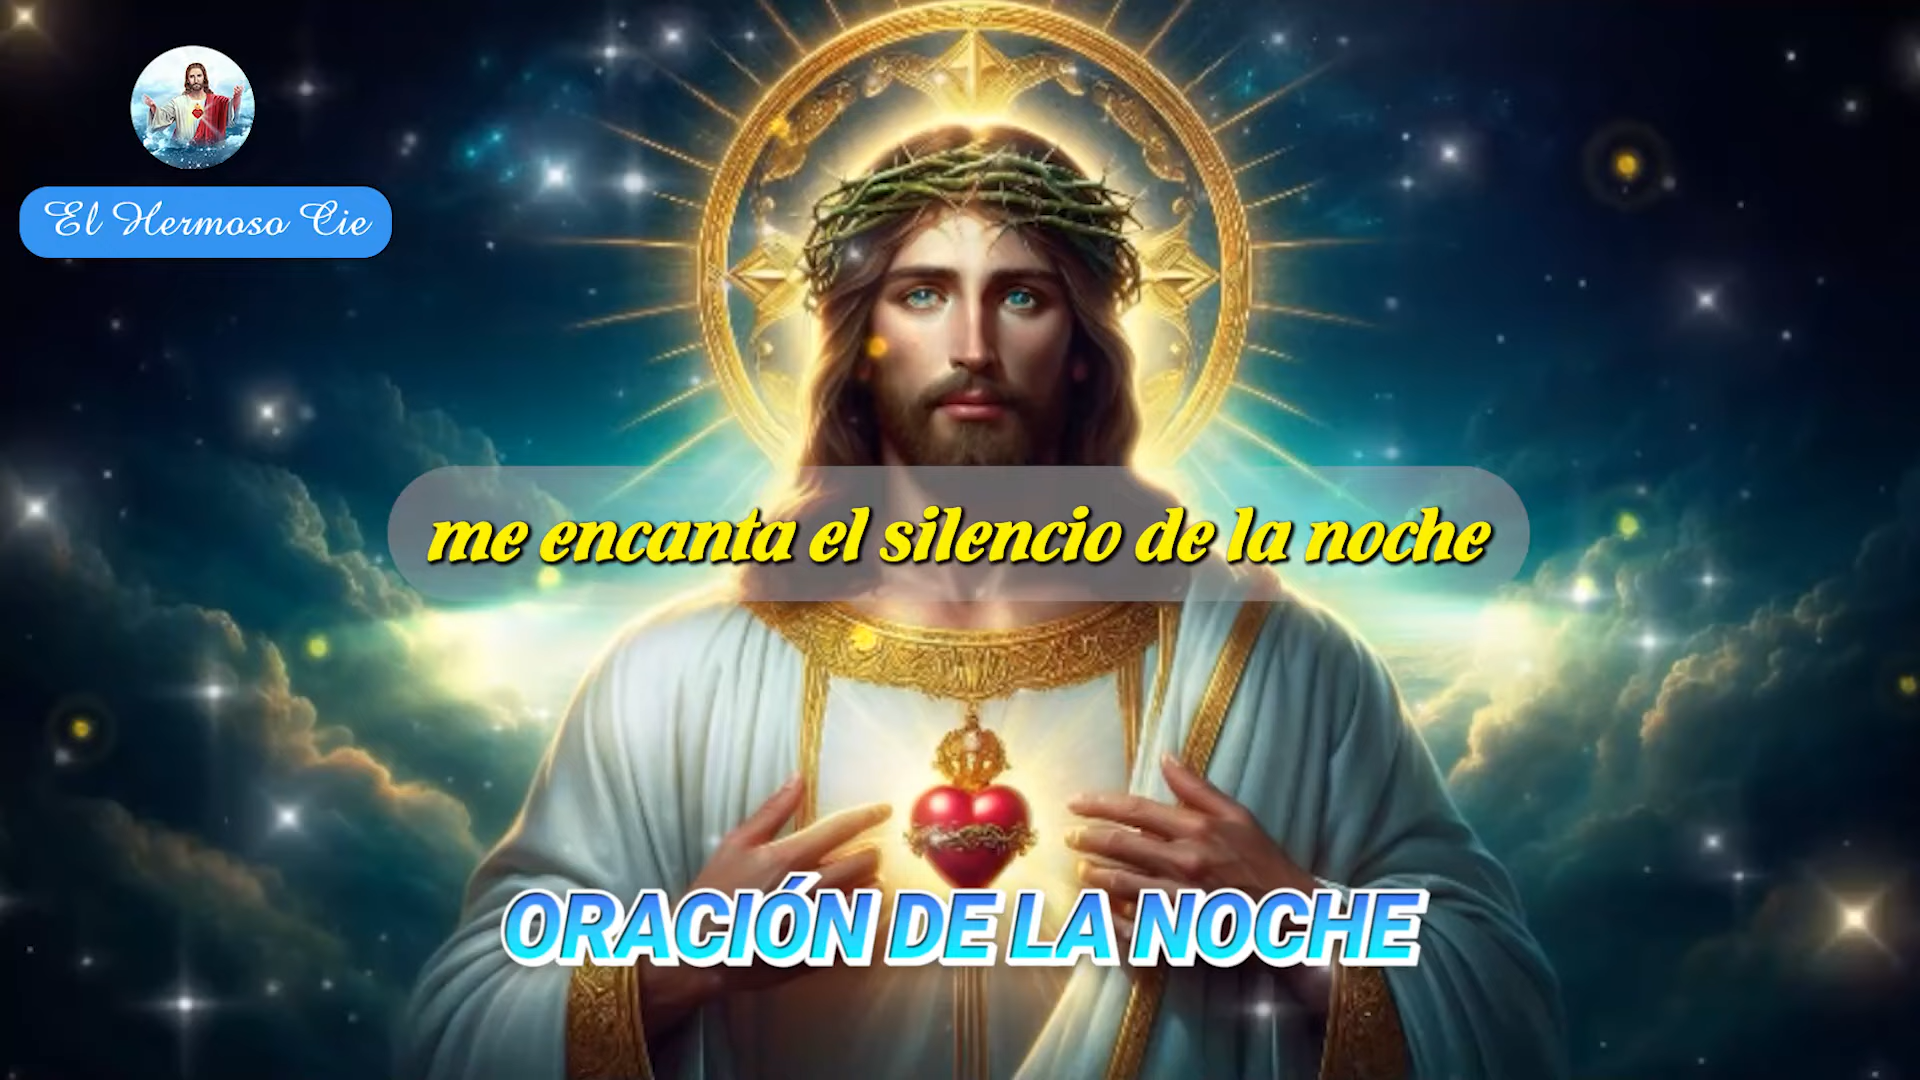 El Hermoso Cie
me encanta el silencio de la noche
ORACIÓN DE LA NOCHE